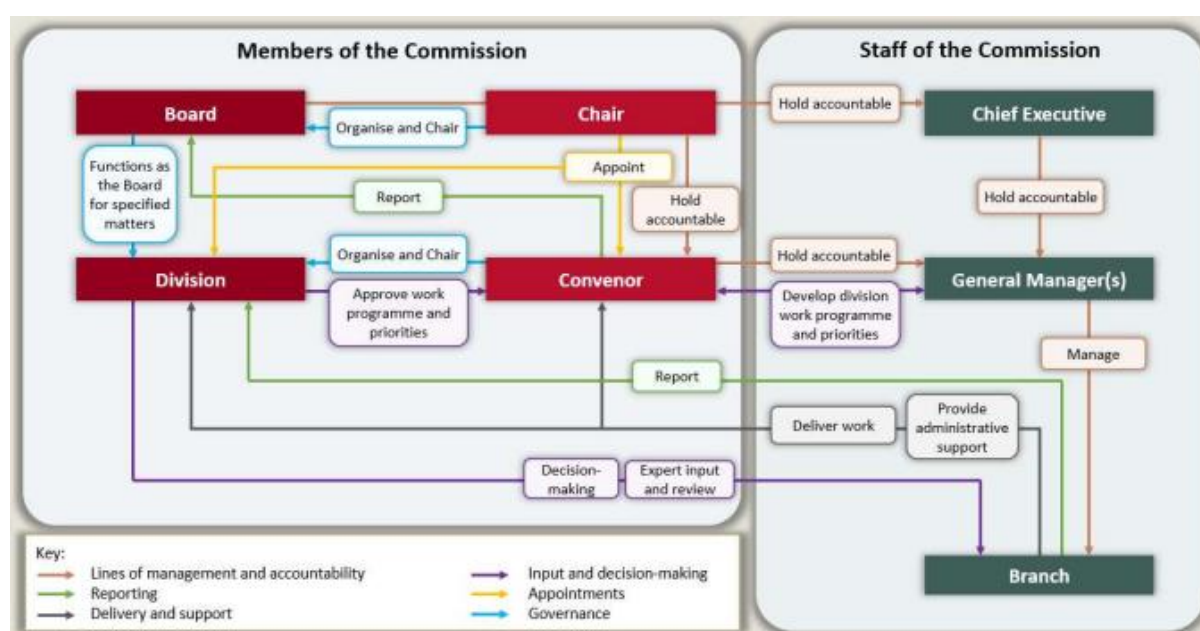 Members of the Commission
Staff of the Commission
Board
Chair
Hold accountable
Chief Executive
Organise and Chair
Functions as
the Board
for specified
matters
Appoint
Report
Hold
accountable
Hold accountable
Organise and Chair
Hold accountable
Division
Convenor
General Manager(s)
Approve work
programme and
priorities
Develop division
work programme
and priorities
Manage
Report
Deliver work
Provide
administrative
support
Decision-
making
Expert input
and review
Branch
Key:
Lines of management and accountability
Reporting
Delivery and support
Input and decision-making
Appointments
Governance